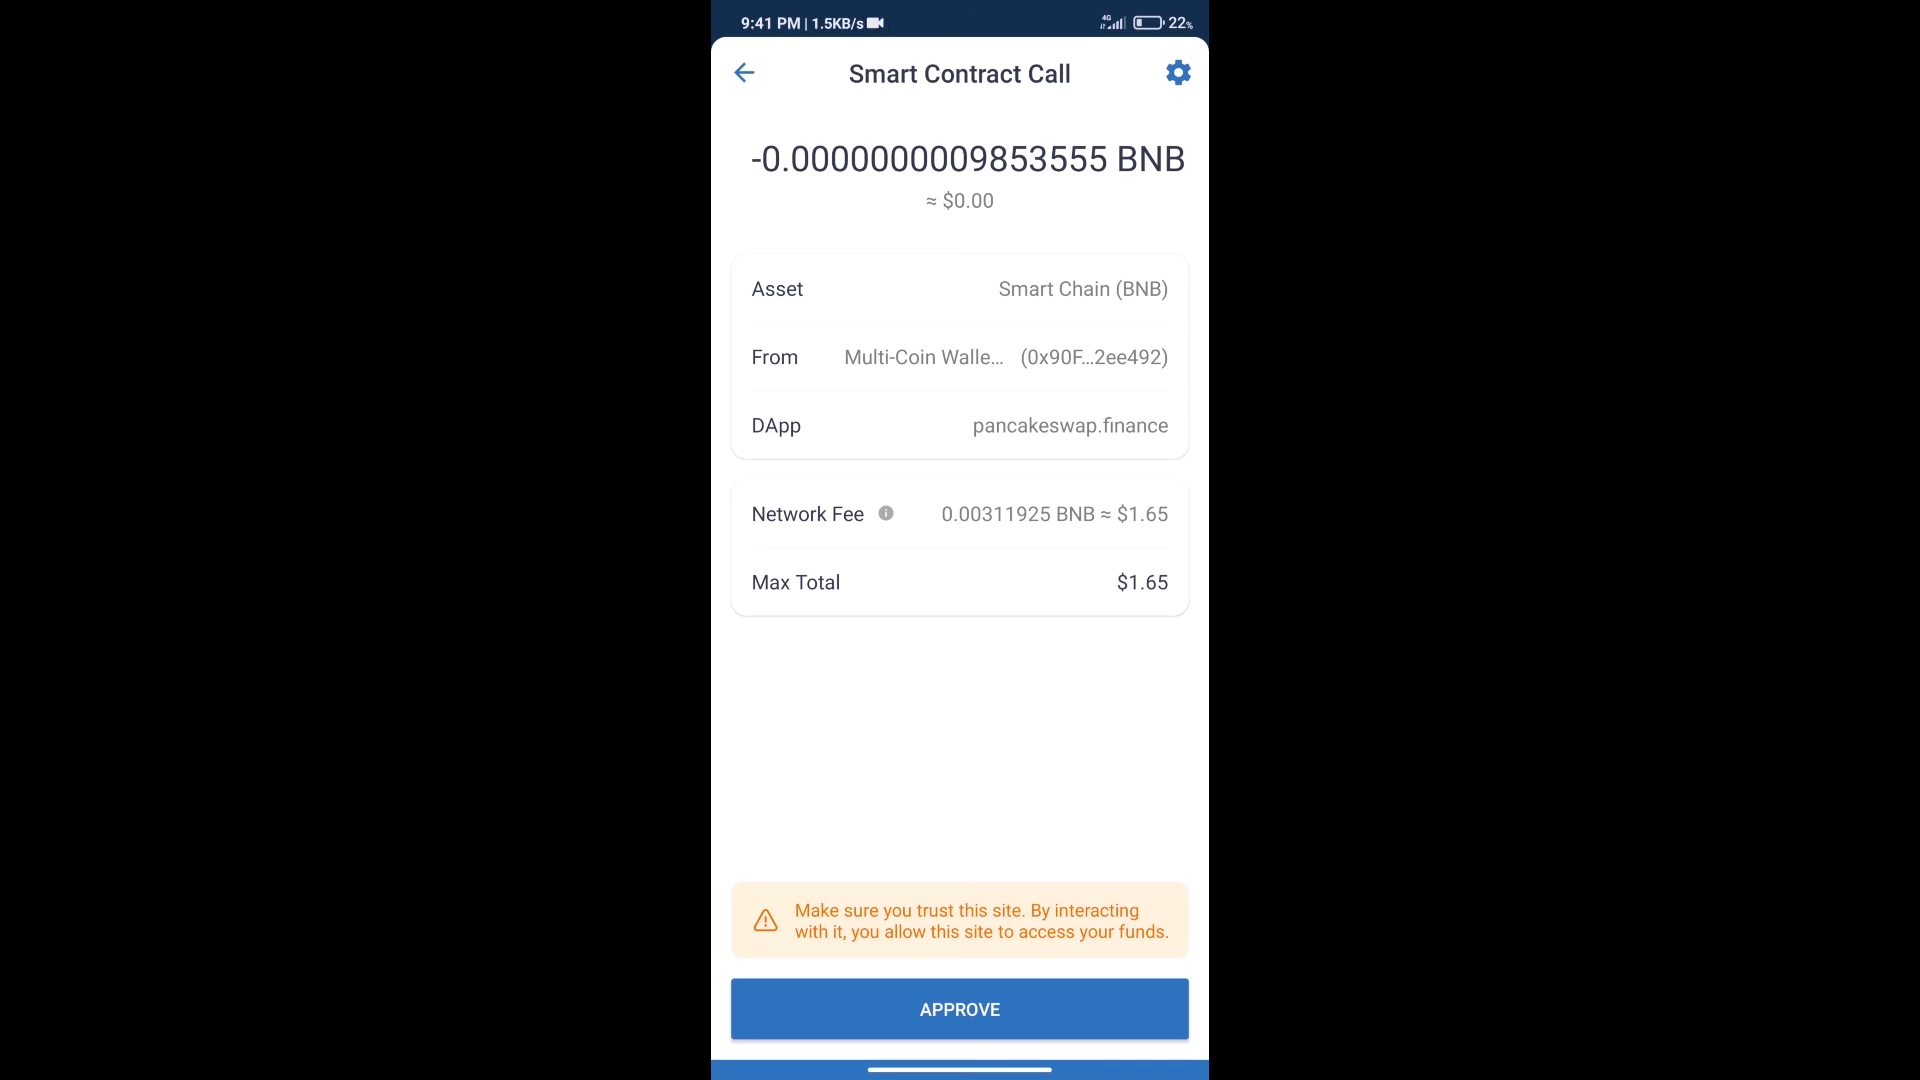 9:41 PM | 1.5KB/s 4G 22%
Smart Contract Call
-0.0000000009853555 BNB
≈ $0.00
Asset Smart Chain (BNB)
From Multi-Coin Walle... (0x90F...2ee492)
DApp pancakeswap.finance
Network Fee 0.00311925 BNB ≈ $1.65
Max Total $1.65
Make sure you trust this site. By interacting
with it, you allow this site to access your funds.
APPROVE